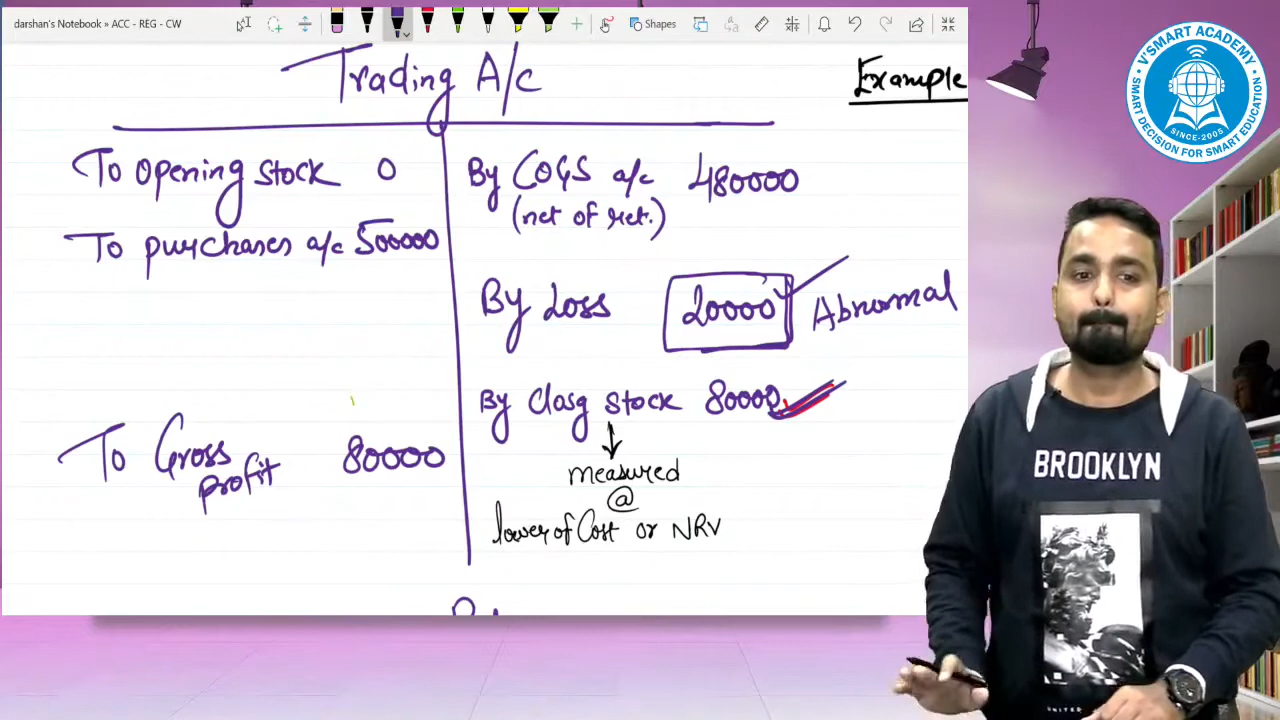 darshan's Notebook » ACC - REG - CW
Shapes
Trading A/c
Example
To Opening stock 0
By COGS a/c 480000
(net of ret.)
To purchases a/c 500000
By Loss 20000 Abnormal
By Closg stock 80000
measured
@
lower of Cost or NRV
To Gross profit 80000
V'SMART ACADEMY
SINCE-2005
SMART DECISION FOR SMART EDUCATION
BROOKLYN